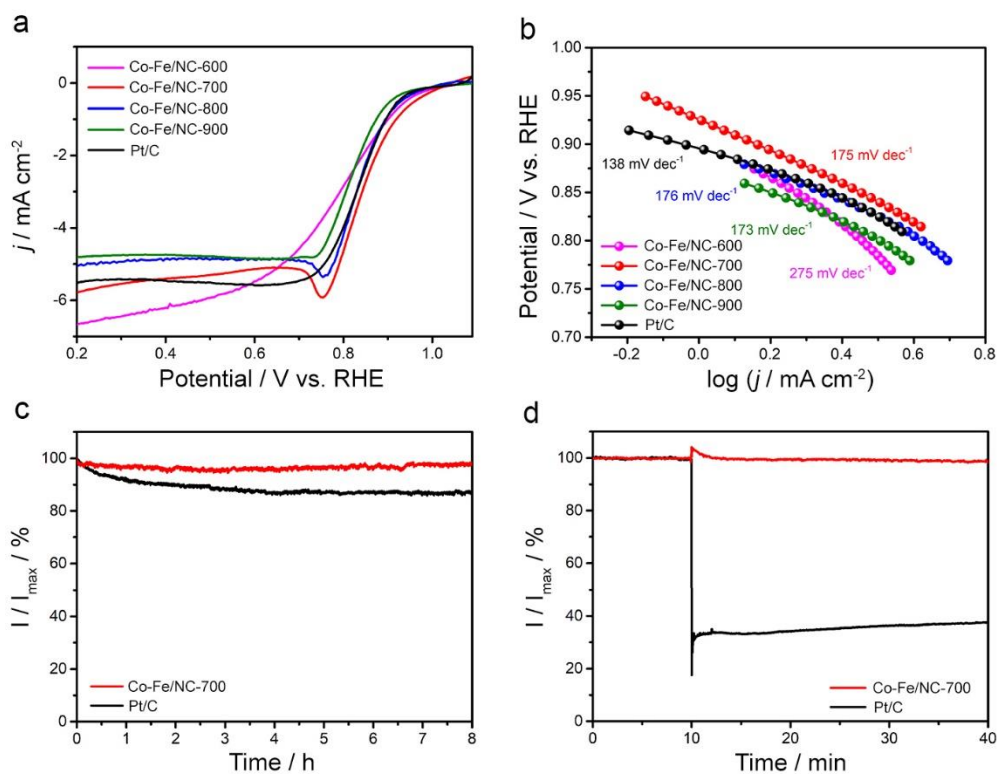 a
Co-Fe/NC-600
Co-Fe/NC-700
Co-Fe/NC-800
Co-Fe/NC-900
Pt/C
j / mA cm⁻²
0
-2
-4
-6
0.2
0.4
0.6
0.8
1.0
Potential / V vs. RHE
b
Potential / V vs. RHE
1.00
0.95
0.90
0.85
0.80
0.75
0.70
138 mV dec⁻¹
175 mV dec⁻¹
176 mV dec⁻¹
173 mV dec⁻¹
275 mV dec⁻¹
Co-Fe/NC-600
Co-Fe/NC-700
Co-Fe/NC-800
Co-Fe/NC-900
Pt/C
-0.2
0.0
0.2
0.4
0.6
0.8
log (j / mA cm⁻²)
c
I / Imax / %
100
80
60
40
20
0
Co-Fe/NC-700
Pt/C
0
1
2
3
4
5
6
7
8
Time / h
d
I / Imax / %
100
80
60
40
20
0
Co-Fe/NC-700
Pt/C
0
10
20
30
40
Time / min